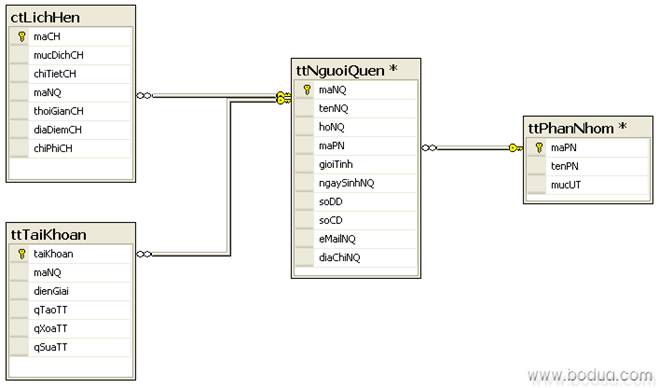 ctLichHen
maCH
mucDichCH
chiTietCH
maNQ
thoiGianCH
diaDiemCH
chiPhiCH
ttTaiKhoan
taiKhoan
maNQ
dienGiai
qTaoTT
qXoaTT
qSuaTT
ttNguoiQuen *
maNQ
tenNQ
hoNQ
maPN
gioiTinh
ngaySinhNQ
soDD
soCD
eMailNQ
diaChiNQ
ttPhanNhom *
maPN
tenPN
mucUT
www.bodua.com